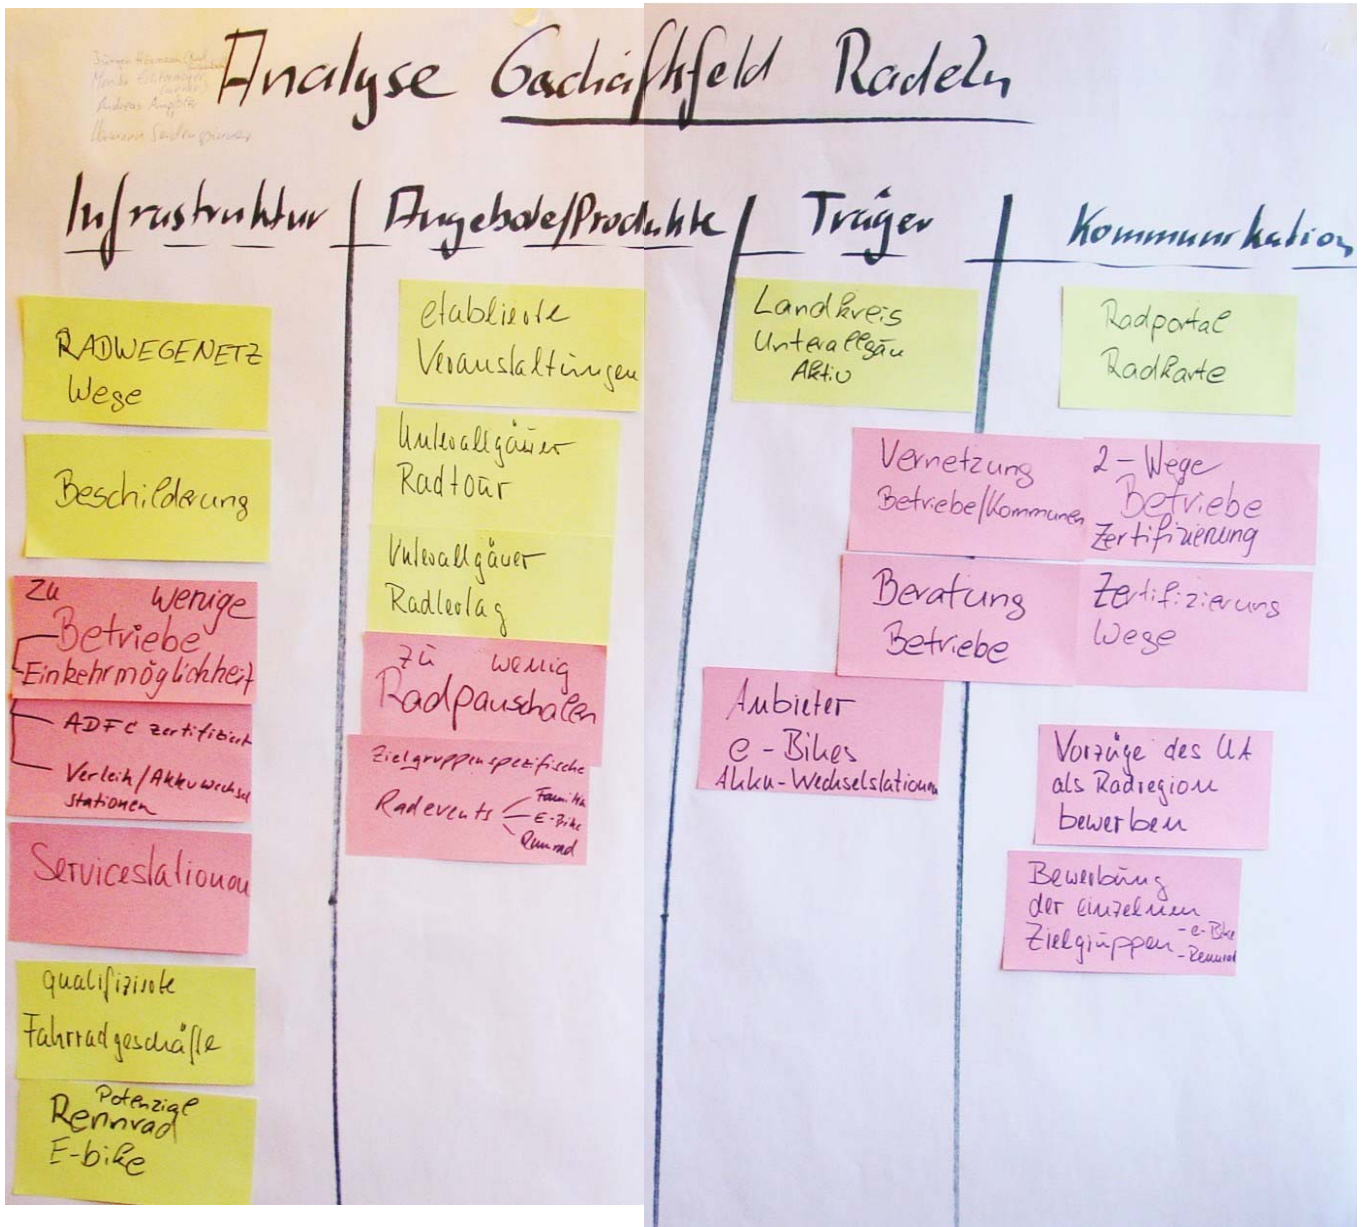 Analyse Geschäftsfeld Radeln
Infrastruktur
RADWEGENETZ
Wege
Beschilderung
Zu wenige
Betriebe
Einkehrmöglichkeit
ADFC zertifiziert
Verleih/Akkuwechsel
stationen
Servicestationen
qualifizierte
Fahrradgeschäfte
Potenzial
Rennrad
E-bike
Angebote/Produkte
etablierte
Veranstaltungen
Unterallgäuer
Radtour
Unterallgäuer
Radlertag
zu wenig
Radpauschalen
Zielgruppenspezifische
Radevents
Familie
E-Bike
Rennrad
Träger
Landkreis
Unterallgäu
Aktiv
Vernetzung
Betriebe/Kommunen
Beratung
Betriebe
Anbieter
e-Bikes
Akku-Wechselstationen
Kommunikation
Radportal
Radkarte
2-Wege
Betriebe
Zertifizierung
Zertifizierung
Wege
Vorzüge des UA
als Radregion
bewerben
Bewerbung
der einzelnen
Zielgruppen - e-Bike
- Rennrad